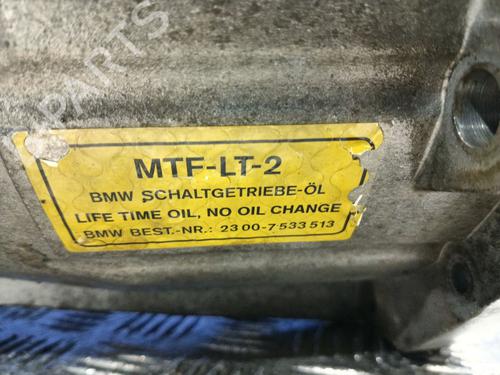 PARTS
MTF-LT-2
BMW SCHALTGETRIEBE-ÖL
LIFE TIME OIL, NO OIL CHANGE
BMW BEST.-NR.: 23 00-7 533 513